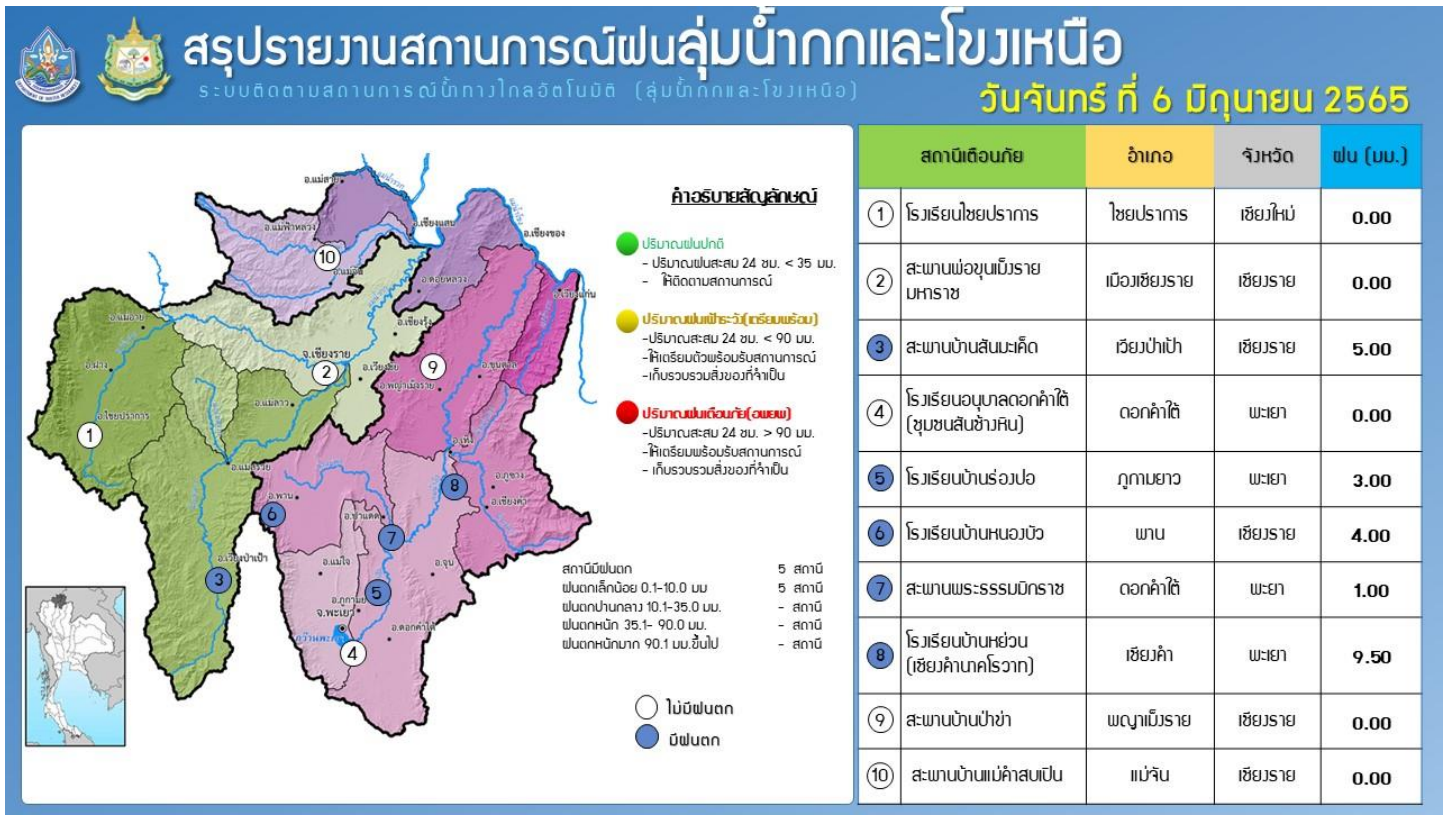 สรุปรายงานสถานการณ์ฝนลุ่มน้ำกกและโขงเหนือ
ระบบติดตามสถานการณ์น้ำทางไกลอัตโนมัติ (ลุ่มน้ำกกและโขงเหนือ)
วันจันทร์ ที่ 6 มิถุนายน 2565
อ.แม่สาย
อ.แม่ฟ้าหลวง
อ.เชียงแสน
อ.เชียงของ
10
อ.แม่จัน
อ.ดอยหลวง
อ.เวียงแก่น
อ.แม่อาย
อ.เชียงรุ้ง
จ.เชียงราย
อ.ฝาง
2
อ.เวียงชัย
9
อ.ขุนตาล
อ.พญาเม็งราย
อ.แม่ลาว
อ.ไชยปราการ
1
อ.เทิง
อ.แม่สรวย
8
อ.ภูซาง
อ.พาน
อ.เชียงคำ
6
อ.ป่าแดด
7
อ.เวียงป่าเป้า
อ.แม่ใจ
อ.จุน
3
5
อ.ภูกามย
จ.พะเยา
อ.ดอกคำใต้
กว๊านพะเยา
4
คำอธิบายสัญลักษณ์
ปริมาณฝนปกติ
- ปริมาณฝนสะสม 24 ชม. < 35 มม.
- ให้ติดตามสถานการณ์
ปริมาณฝนเฝ้าระวัง(เตรียมพร้อม)
-ปริมาณสะสม 24 ชม. < 90 มม.
-ให้เตรียมตัวพร้อมรับสถานการณ์
-เก็บรวบรวมสิ่งของที่จำเป็น
ปริมาณฝนเตือนภัย(อพยพ)
-ปริมาณสะสม 24 ชม. > 90 มม.
-ให้เตรียมพร้อมรับสถานการณ์
- เก็บรวบรวมสิ่งของที่จำเป็น
สถานีมีฝนตก 5 สถานี
ฝนตกเล็กน้อย 0.1-10.0 มม 5 สถานี
ฝนตกปานกลาง 10.1-35.0 มม. - สถานี
ฝนตกหนัก 35.1- 90.0 มม. - สถานี
ฝนตกหนักมาก 90.1 มม.ขึ้นไป - สถานี
ไม่มีฝนตก
มีฝนตก
สถานีเตือนภัย อำเภอ จังหวัด ฝน (มม.)
1 โรงเรียนไชยปราการ ไชยปราการ เชียงใหม่ 0.00
2 สะพานพ่อขุนเม็งราย
มหาราช เมืองเชียงราย เชียงราย 0.00
3 สะพานบ้านสันมะเค็ด เวียงป่าเป้า เชียงราย 5.00
4 โรงเรียนอนุบาลดอกคำใต้
(ชุมชนสันช้างหิน) ดอกคำใต้ พะเยา 0.00
5 โรงเรียนบ้านร่องปอ ภูกามยาว พะเยา 3.00
6 โรงเรียนบ้านหนองบัว พาน เชียงราย 4.00
7 สะพานพระธรรมมิกราช ดอกคำใต้ พะยา 1.00
8 โรงเรียนบ้านหย่วน
(เชียงคำนาคโรวาท) เชียงคำ พะเยา 9.50
9 สะพานบ้านป่าข่า พญาเม็งราย เชียงราย 0.00
10 สะพานบ้านแม่คำสบเปิน แม่จัน เชียงราย 0.00